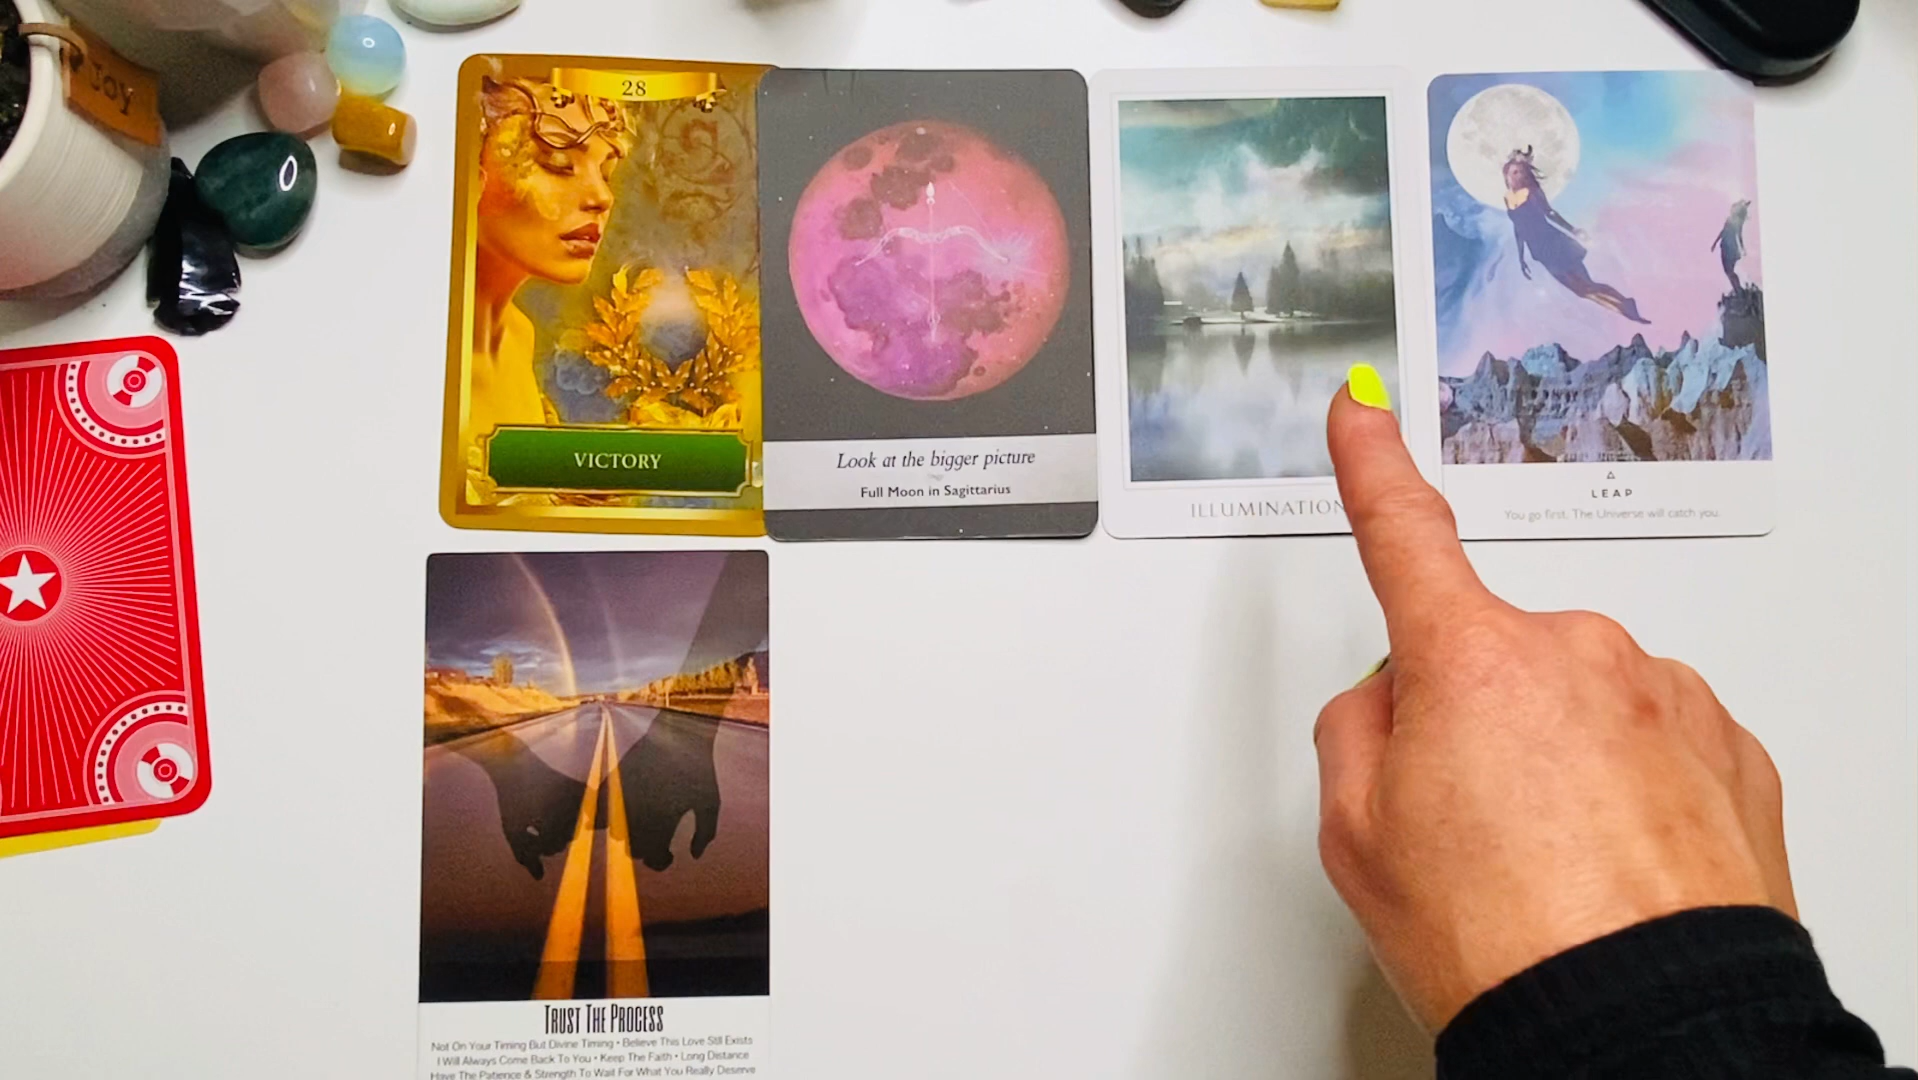 Joy
28
VICTORY
Look at the bigger picture
Full Moon in Sagittarius
ILLUMINATION
LEAP
You go first. The Universe will catch you.
TRUST THE PROCESS
Not On Your Timing But Divine Timing • Believe This Love Still Exists
I Will Always Come Back To You • Keep The Faith • Long Distance
Have The Patience & Strength To Wait For What You Really Deserve